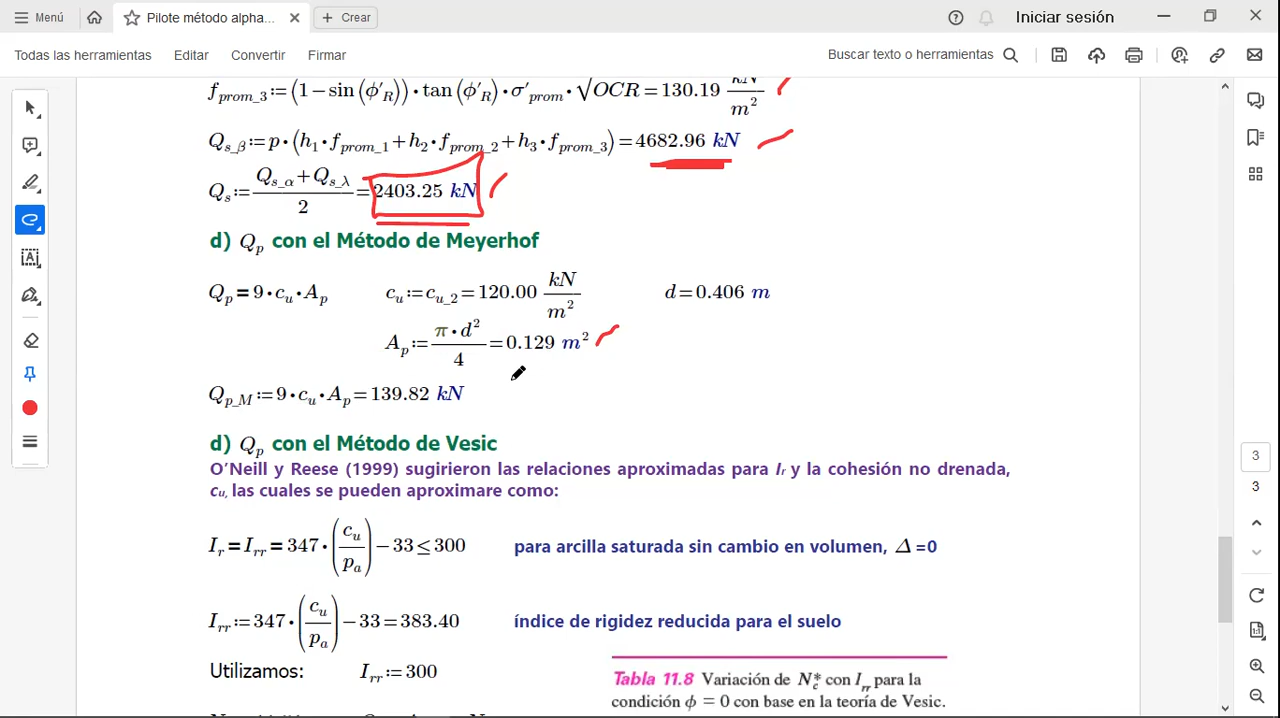 Menú Pilote método alpha... Crear Iniciar sesión
Todas las herramientas Editar Convertir Firmar Buscar texto o herramientas
f_prom_3 := (1−sin(ϕ'_R))·tan(ϕ'_R)·σ'_prom·√OCR = 130.19 kN/m²
Q_s_β := p·(h_1·f_prom_1+h_2·f_prom_2+h_3·f_prom_3) = 4682.96 kN
Q_s := (Q_s_α+Q_s_λ)/2 = 2403.25 kN
d) Q_p con el Método de Meyerhof
Q_p = 9·c_u·A_p c_u := c_u_2 = 120.00 kN/m² d = 0.406 m
A_p := π·d²/4 = 0.129 m²
Q_p_M := 9·c_u·A_p = 139.82 kN
d) Q_p con el Método de Vesic
O'Neill y Reese (1999) sugirieron las relaciones aproximadas para I_r y la cohesión no drenada,
c_u, las cuales se pueden aproximare como:
I_r = I_rr = 347·(c_u/p_a)−33 ≤ 300 para arcilla saturada sin cambio en volumen, Δ =0
I_rr := 347·(c_u/p_a)−33 = 383.40 índice de rigidez reducida para el suelo
Utilizamos: I_rr := 300
Tabla 11.8 Variación de N_c* con I_rr para la
condición ϕ = 0 con base en la teoría de Vesic.
3
3